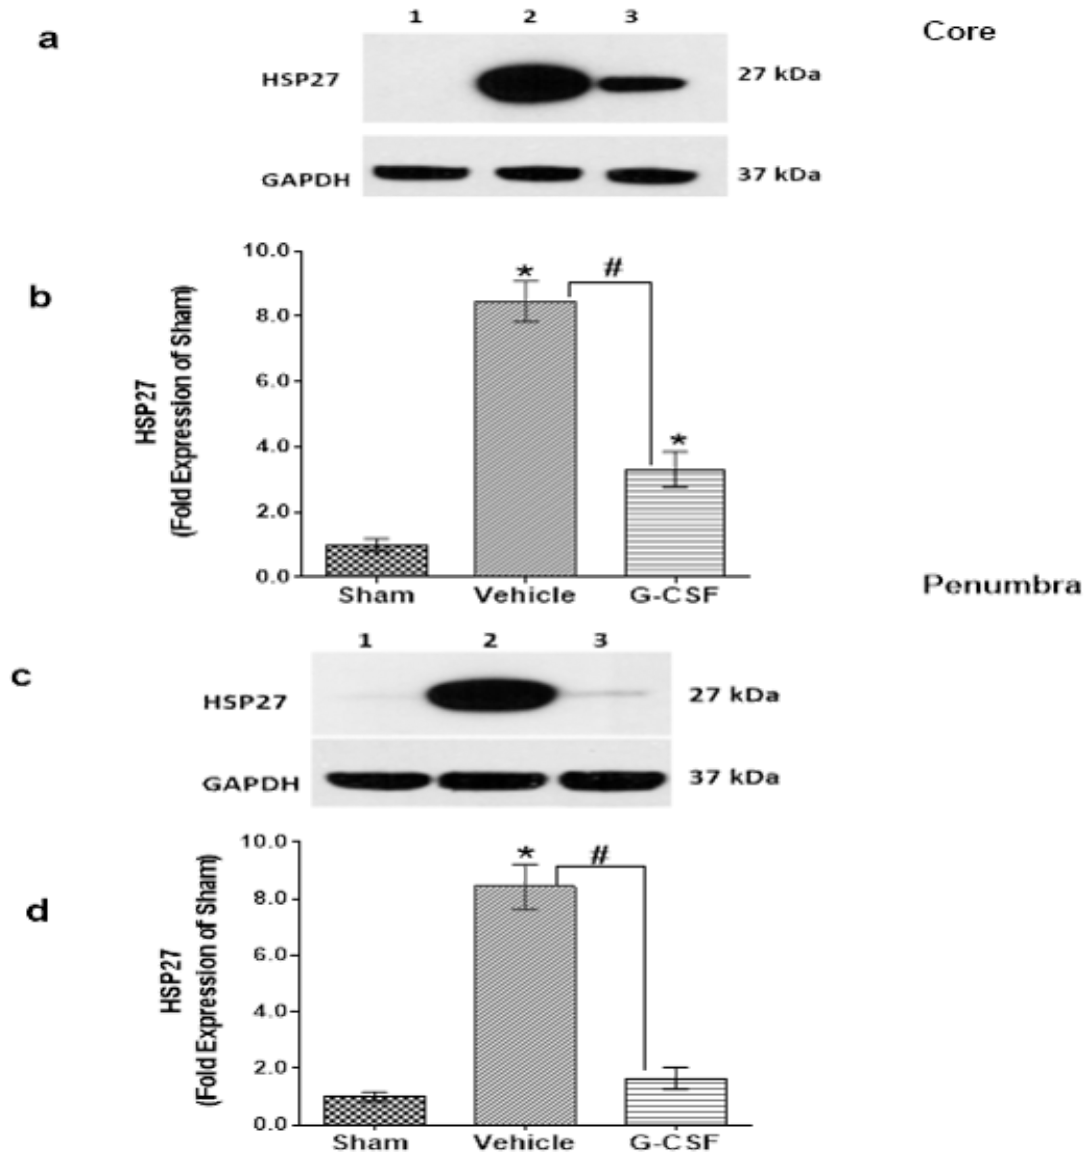 a
1 2 3
Core
HSP27
27 kDa
GAPDH
37 kDa
b
HSP27
(Fold Expression of Sham)
10.0
8.0
6.0
4.0
2.0
0.0
*
#
*
Sham Vehicle G-CSF
Penumbra
c
1 2 3
HSP27
27 kDa
GAPDH
37 kDa
d
HSP27
(Fold Expression of Sham)
10.0
8.0
6.0
4.0
2.0
0.0
*
#
Sham Vehicle G-CSF